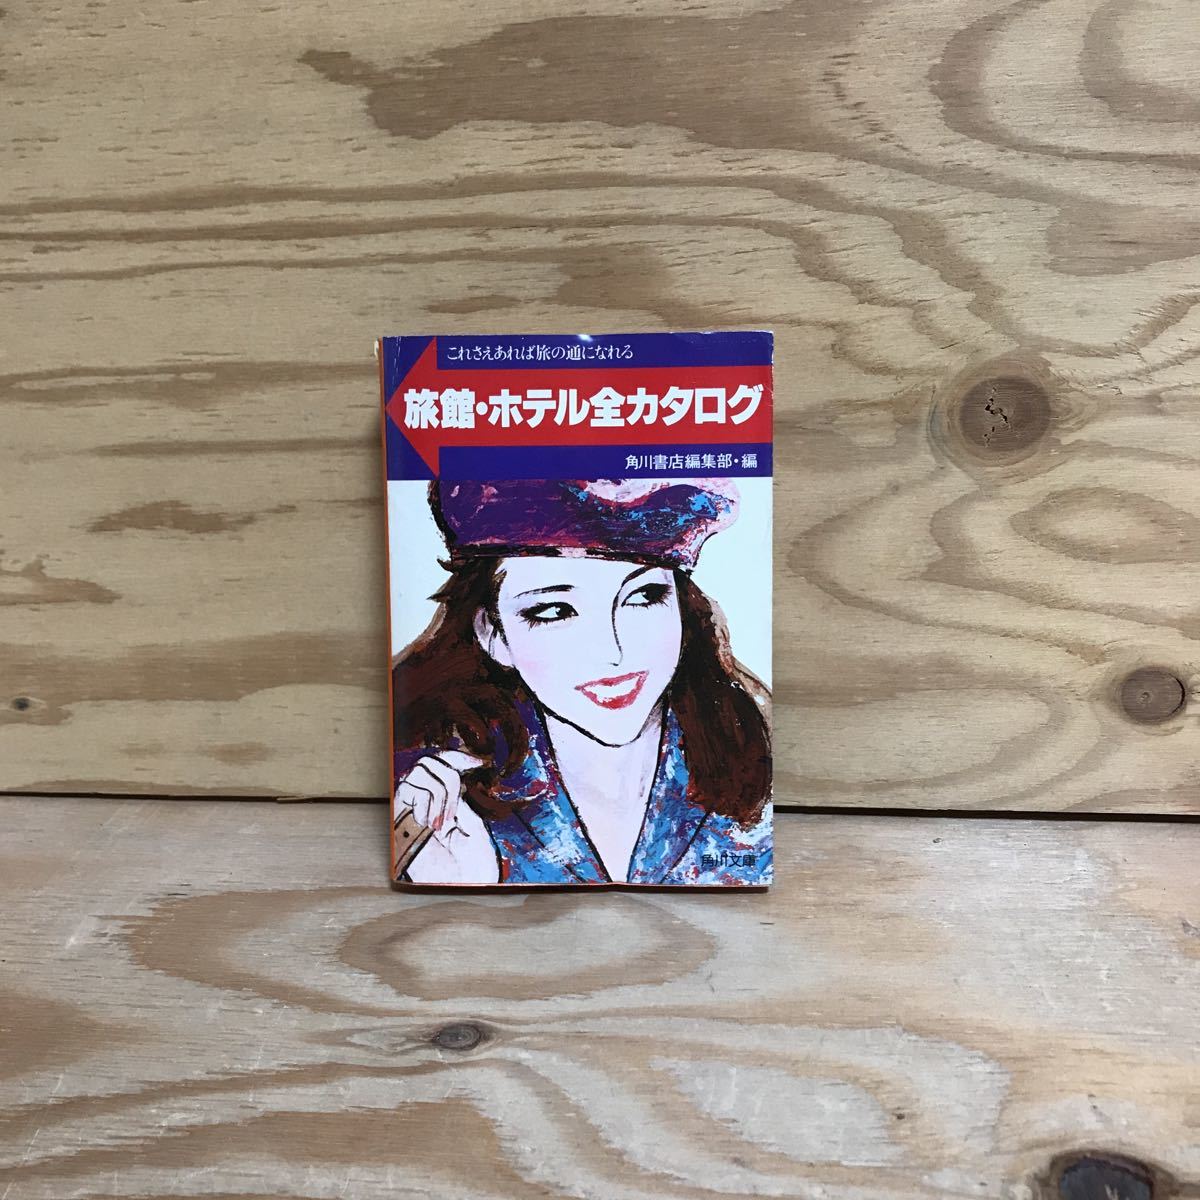 これさえあれば旅の通になれる
旅館・ホテル全カタログ
角川書店編集部・編
角川文庫